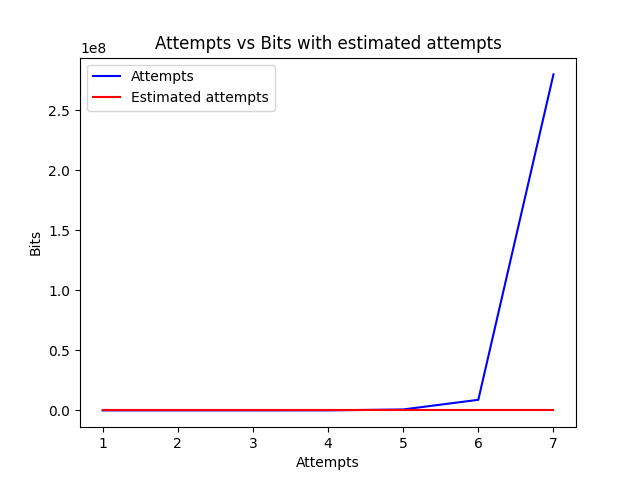 Attempts vs Bits with estimated attempts
1e8
Attempts
Estimated attempts
2.5
2.0
1.5
1.0
0.5
0.0
Bits
1 2 3 4 5 6 7
Attempts